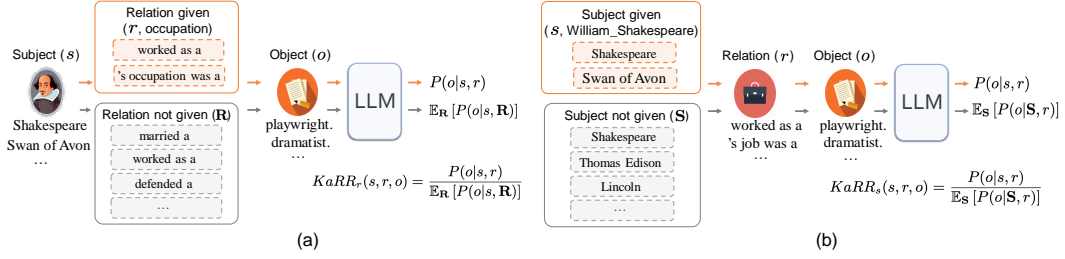 Subject (s)
Shakespeare
Swan of Avon
...
Relation given
(r, occupation)
worked as a
's occupation was a
Relation not given (R)
married a
worked as a
defended a
...
Object (o)
playwright.
dramatist.
...
LLM
P(o|s, r)
𝔼_R [P(o|s, R)]
KaRR_r(s, r, o) = P(o|s, r) / 𝔼_R [P(o|s, R)]
(a)
Subject given
(s, William_Shakespeare)
Shakespeare
Swan of Avon
Subject not given (S)
Shakespeare
Thomas Edison
Lincoln
...
Relation (r)
worked as a
's job was a
...
Object (o)
playwright.
dramatist.
...
LLM
P(o|s, r)
𝔼_S [P(o|S, r)]
KaRR_s(s, r, o) = P(o|s, r) / 𝔼_S [P(o|S, r)]
(b)